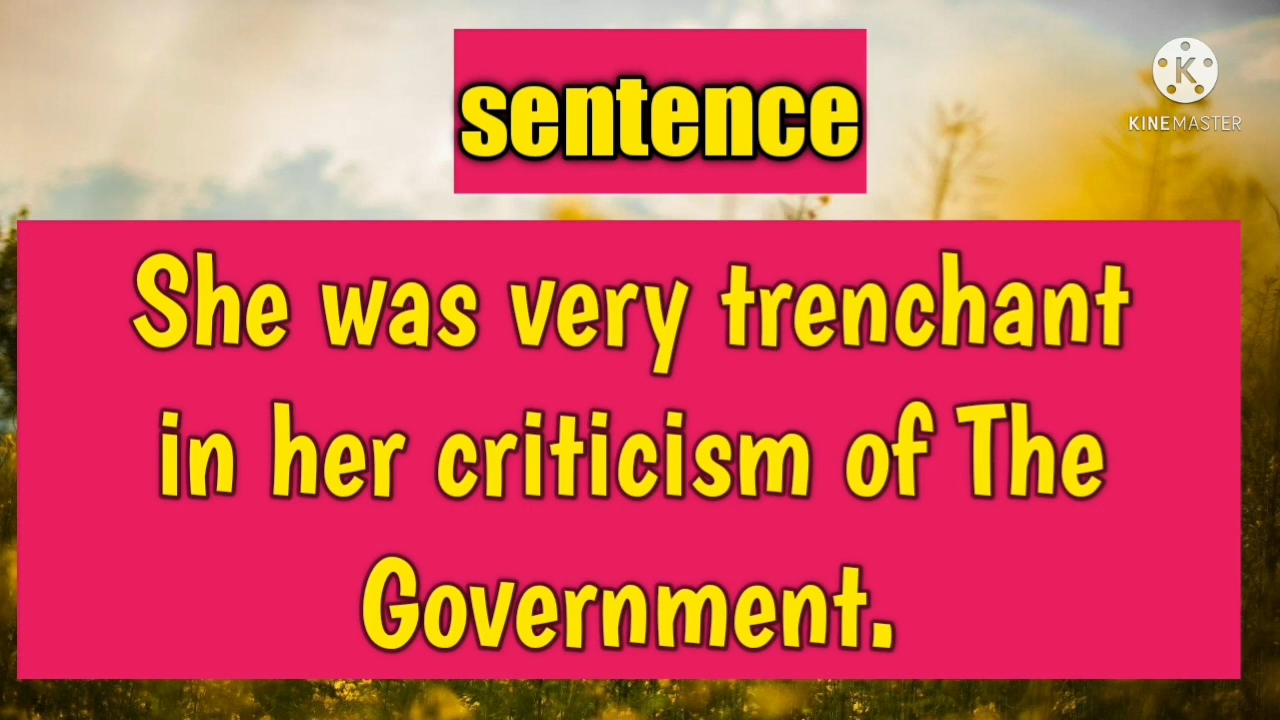 sentence
K
KINEMASTER
She was very trenchant
in her criticism of The
Government.